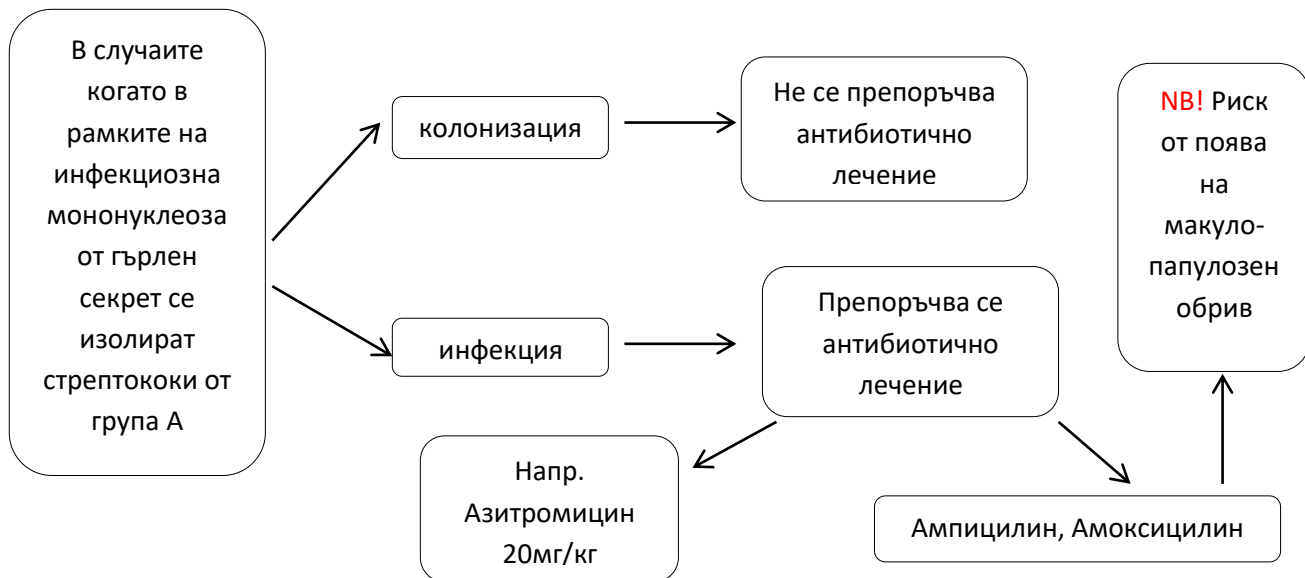 В случаите
когато в
рамките на
инфекциозна
мононуклеоза
от гърлен
секрет се
изолират
стрептококи от
група А
колонизация
Не се препоръчва
антибиотично
лечение
инфекция
Препоръчва се
антибиотично
лечение
Напр.
Азитромицин
20мг/кг
Ампицилин, Амоксицилин
NB! Риск
от поява
на
макуло-
папулозен
обрив